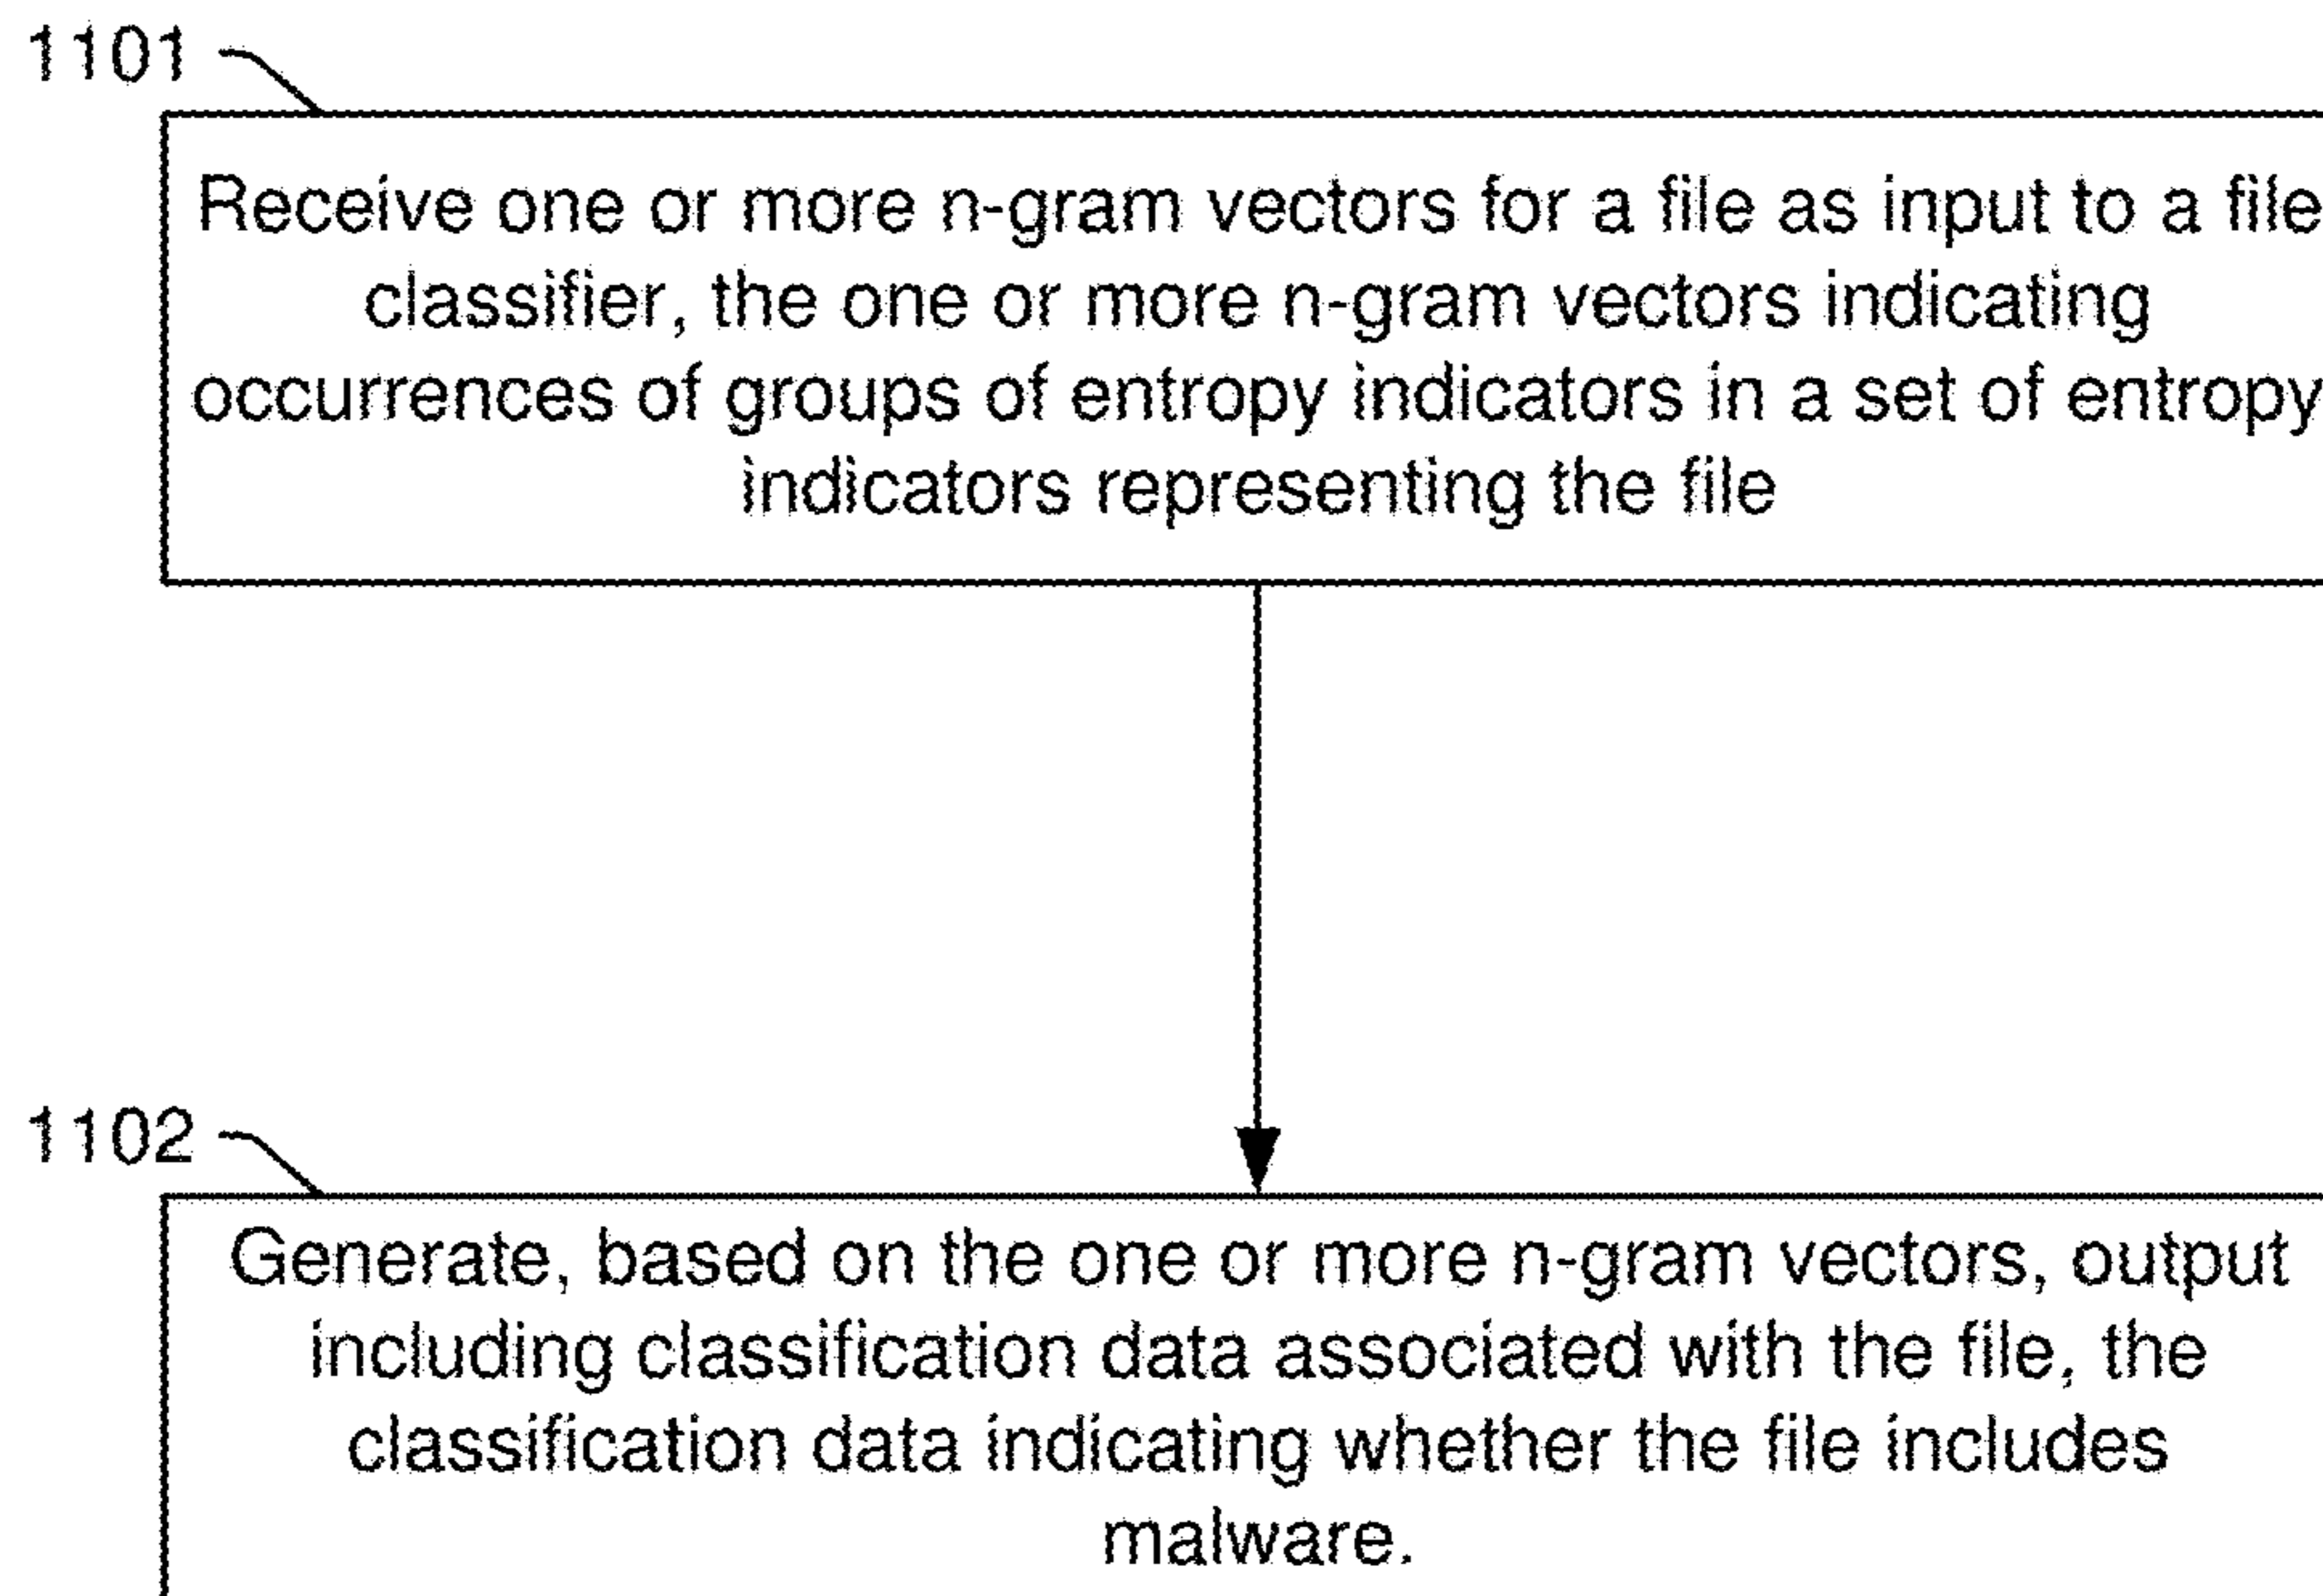 1101
Receive one or more n-gram vectors for a file as input to a file
classifier, the one or more n-gram vectors indicating
occurrences of groups of entropy indicators in a set of entropy
indicators representing the file
1102
Generate, based on the one or more n-gram vectors, output
including classification data associated with the file, the
classification data indicating whether the file includes
malware.